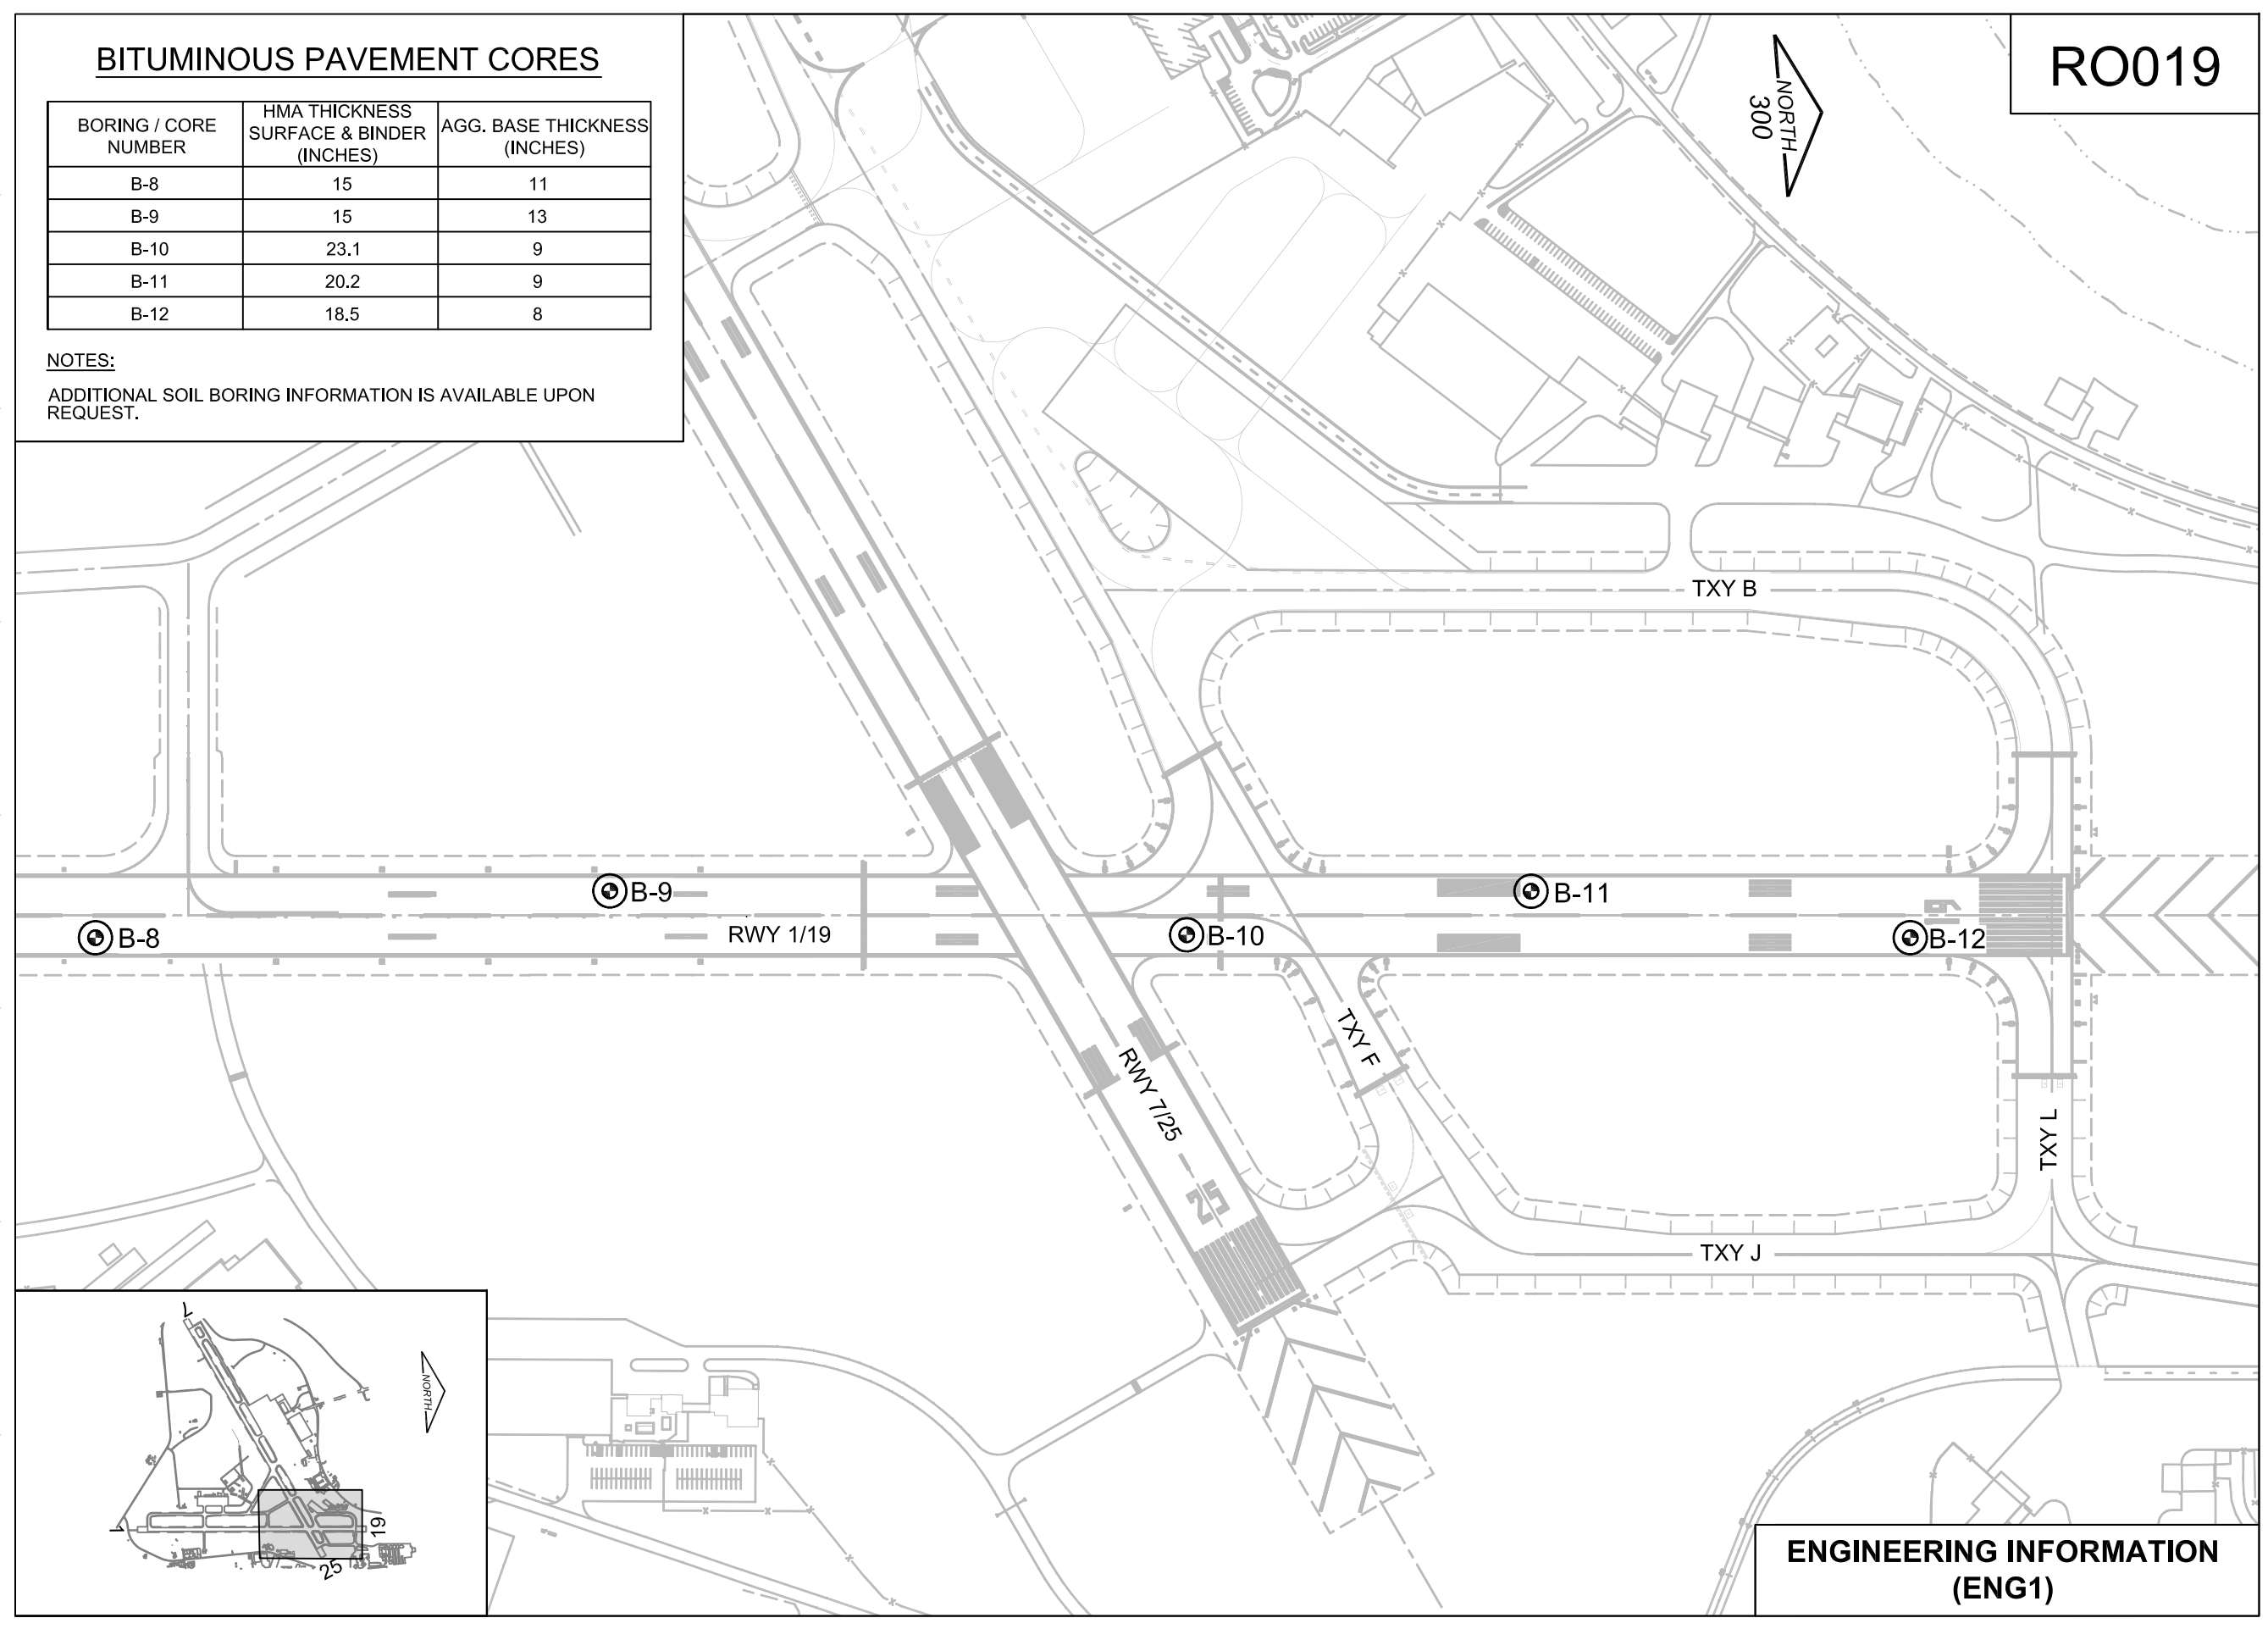 BITUMINOUS PAVEMENT CORES
BORING / CORE NUMBER
HMA THICKNESS SURFACE & BINDER (INCHES)
AGG. BASE THICKNESS (INCHES)
B-8 15 11
B-9 15 13
B-10 23.1 9
B-11 20.2 9
B-12 18.5 8
NOTES:
ADDITIONAL SOIL BORING INFORMATION IS AVAILABLE UPON
REQUEST.
NORTH
300
RO019
TXY B
B-9
B-11
B-8
RWY 1/19
B-10
B-12
19
TXY F
RWY 7/25
TXY L
25
TXY J
7
NORTH
1
19
25
ENGINEERING INFORMATION
(ENG1)